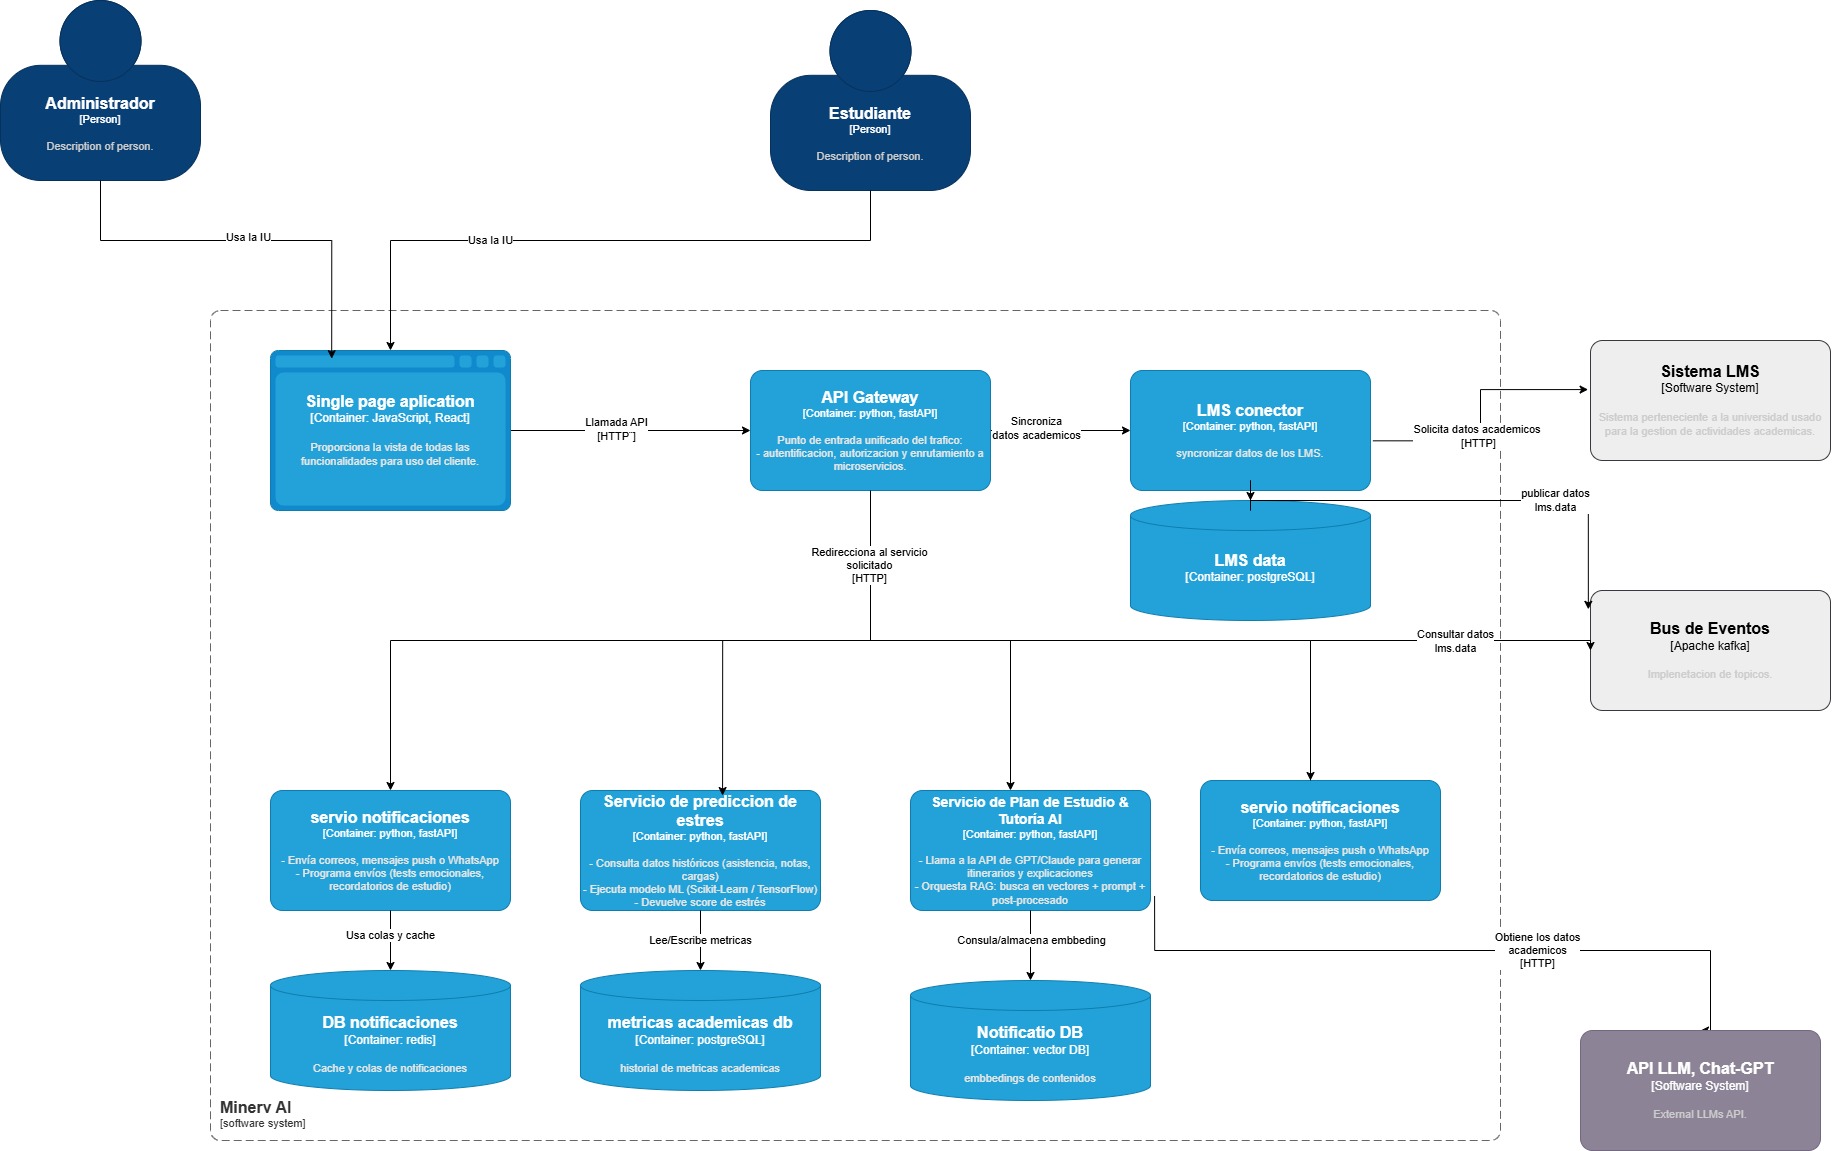 Administrador
[Person]
Description of person.
Estudiante
[Person]
Description of person.
Usa la IU
Usa la IU
Single page aplication
[Container: JavaScript, React]
Proporciona la vista de todas las
funcionalidades para uso del cliente.
Llamada API
[HTTP¨]
API Gateway
[Container: python, fastAPI]
Punto de entrada unificado del trafico:
- autentificacion, autorizacion y enrutamiento a
microservicios.
Sincroniza
datos academicos
LMS conector
[Container: python, fastAPI]
syncronizar datos de los LMS.
Solicita datos academicos
[HTTP]
Sistema LMS
[Software System]
Sistema perteneciente a la universidad usado
para la gestion de actividades academicas.
publicar datos
lms.data
LMS data
[Container: postgreSQL]
Redirecciona al servicio
solicitado
[HTTP]
Consultar datos
lms.data
Bus de Eventos
[Apache kafka]
Implenetacion de topicos.
servio notificaciones
[Container: python, fastAPI]
- Envía correos, mensajes push o WhatsApp
- Programa envíos (tests emocionales,
recordatorios de estudio)
Servicio de prediccion de
estres
[Container: python, fastAPI]
- Consulta datos históricos (asistencia, notas,
cargas)
- Ejecuta modelo ML (Scikit-Learn / TensorFlow)
- Devuelve score de estrés
Servicio de Plan de Estudio &
Tutoría AI
[Container: python, fastAPI]
- Llama a la API de GPT/Claude para generar
itinerarios y explicaciones
- Orquesta RAG: busca en vectores + prompt +
post-procesado
servio notificaciones
[Container: python, fastAPI]
- Envía correos, mensajes push o WhatsApp
- Programa envíos (tests emocionales,
recordatorios de estudio)
Usa colas y cache
Lee/Escribe metricas
Consula/almacena embbeding
Obtiene los datos
academicos
[HTTP]
DB notificaciones
[Container: redis]
Cache y colas de notificaciones
metricas academicas db
[Container: postgreSQL]
historial de metricas academicas
Notificatio DB
[Container: vector DB]
embbedings de contenidos
API LLM, Chat-GPT
[Software System]
External LLMs API.
Minerv AI
[software system]